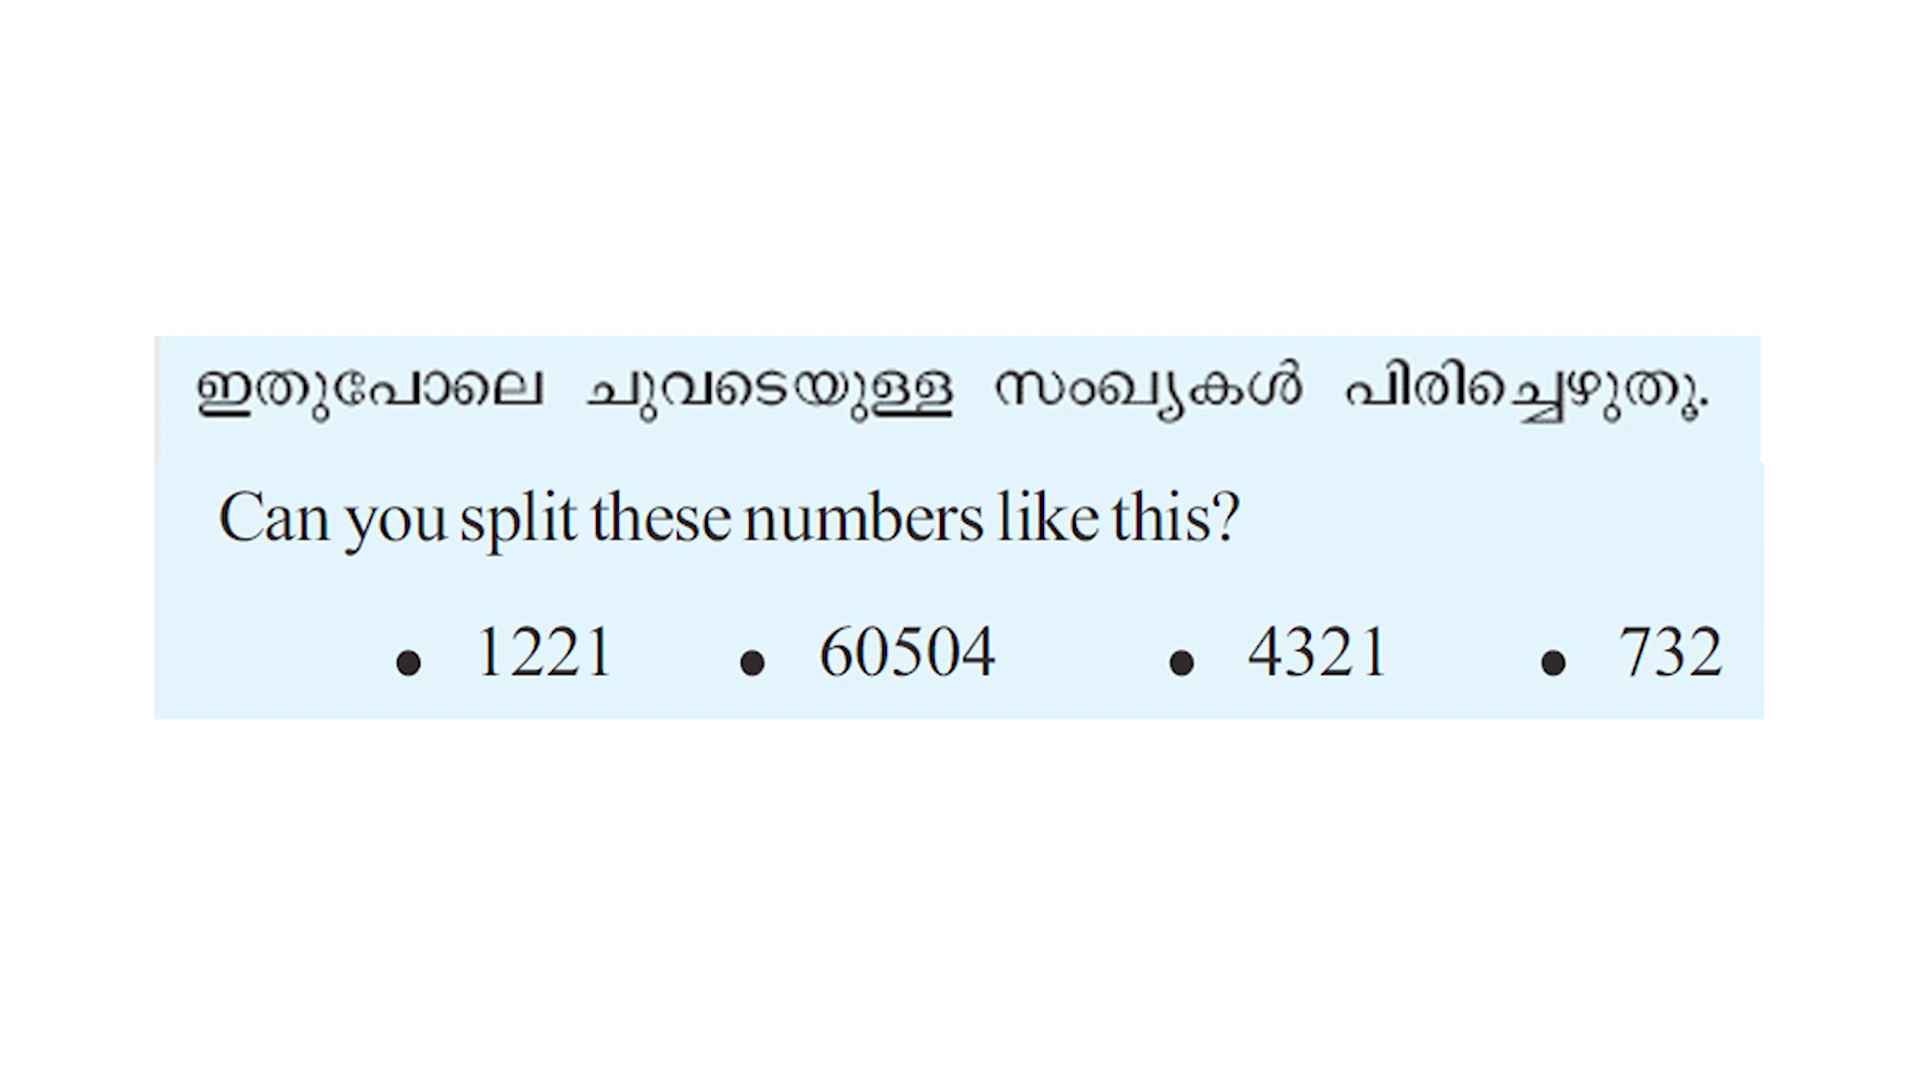 ഇതുപോലെ ചുവടെയുള്ള സംഖ്യകൾ പിരിച്ചെഴുതൂ.
Can you split these numbers like this?
• 1221 • 60504 • 4321 • 732